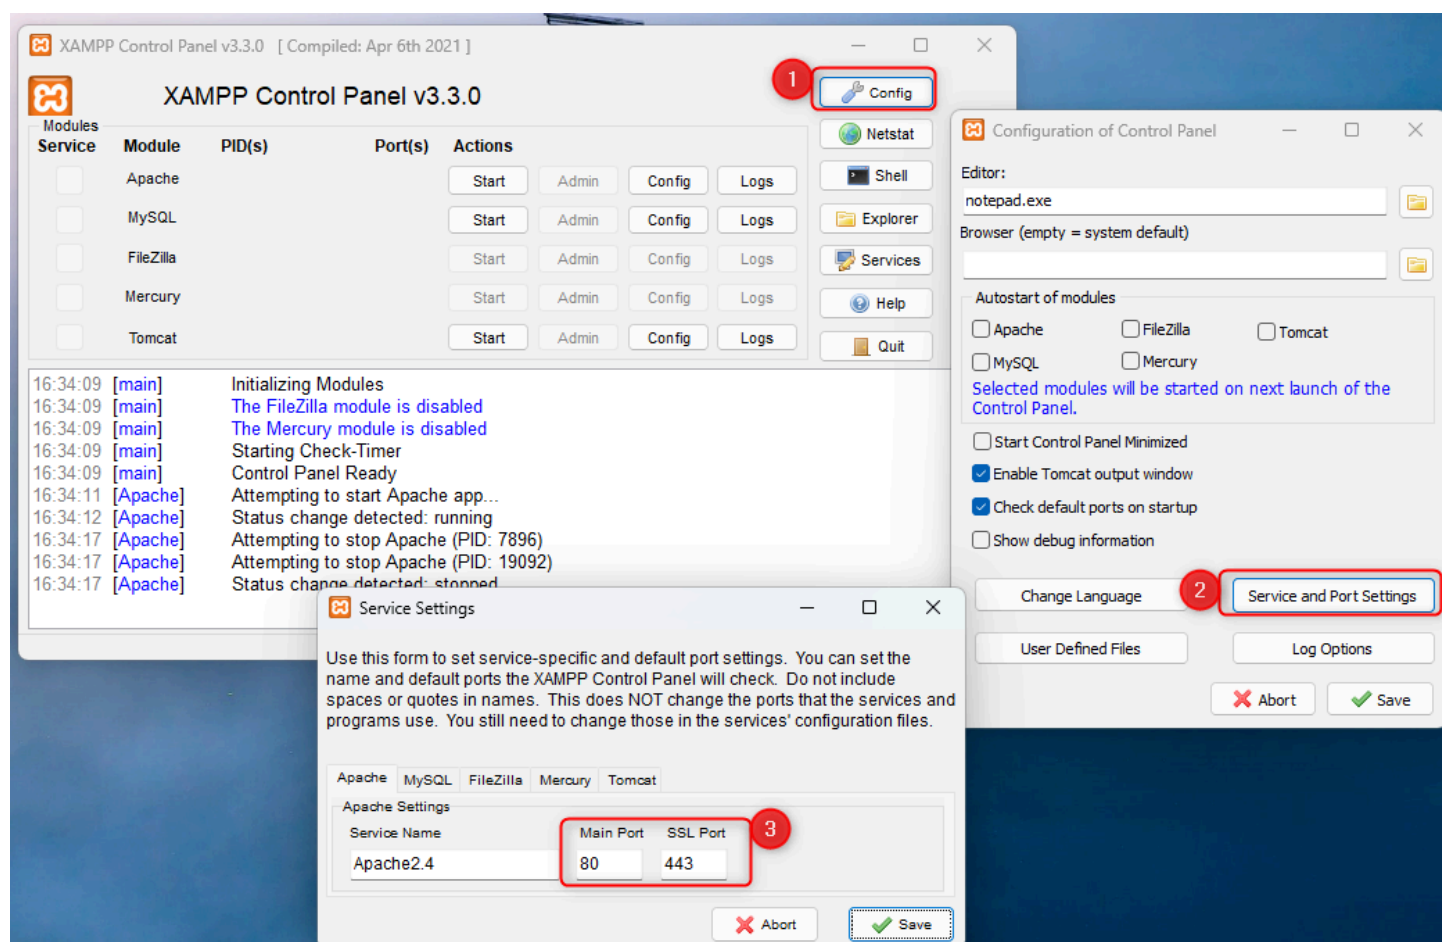 XAMPP Control Panel v3.3.0 [ Compiled: Apr 6th 2021 ]
XAMPP Control Panel v3.3.0
1
Config
Modules
Service Module PID(s) Port(s) Actions
Apache Start Admin Config Logs
MySQL Start Admin Config Logs
FileZilla Start Admin Config Logs
Mercury Start Admin Config Logs
Tomcat Start Admin Config Logs
Netstat
Shell
Explorer
Services
Help
Quit
16:34:09 [main] Initializing Modules
16:34:09 [main] The FileZilla module is disabled
16:34:09 [main] The Mercury module is disabled
16:34:09 [main] Starting Check-Timer
16:34:09 [main] Control Panel Ready
16:34:11 [Apache] Attempting to start Apache app...
16:34:12 [Apache] Status change detected: running
16:34:17 [Apache] Attempting to stop Apache (PID: 7896)
16:34:17 [Apache] Attempting to stop Apache (PID: 19092)
16:34:17 [Apache] Status change detected: stopped
Configuration of Control Panel
Editor:
notepad.exe
Browser (empty = system default)
Autostart of modules
Apache FileZilla Tomcat
MySQL Mercury
Selected modules will be started on next launch of the
Control Panel.
Start Control Panel Minimized
Enable Tomcat output window
Check default ports on startup
Show debug information
Change Language 2 Service and Port Settings
User Defined Files Log Options
Abort Save
Service Settings
Use this form to set service-specific and default port settings. You can set the
name and default ports the XAMPP Control Panel will check. Do not include
spaces or quotes in names. This does NOT change the ports that the services and
programs use. You still need to change those in the services' configuration files.
Apache MySQL FileZilla Mercury Tomcat
Apache Settings
Service Name Main Port SSL Port 3
Apache2.4 80 443
Abort Save